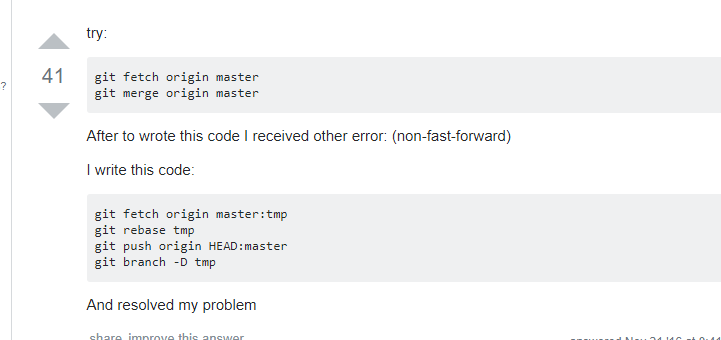 try:
41
?
git fetch origin master
git merge origin master
After to wrote this code I received other error: (non-fast-forward)
I write this code:
git fetch origin master:tmp
git rebase tmp
git push origin HEAD:master
git branch -D tmp
And resolved my problem
share improve this answer
answered Nov 24 '16 at